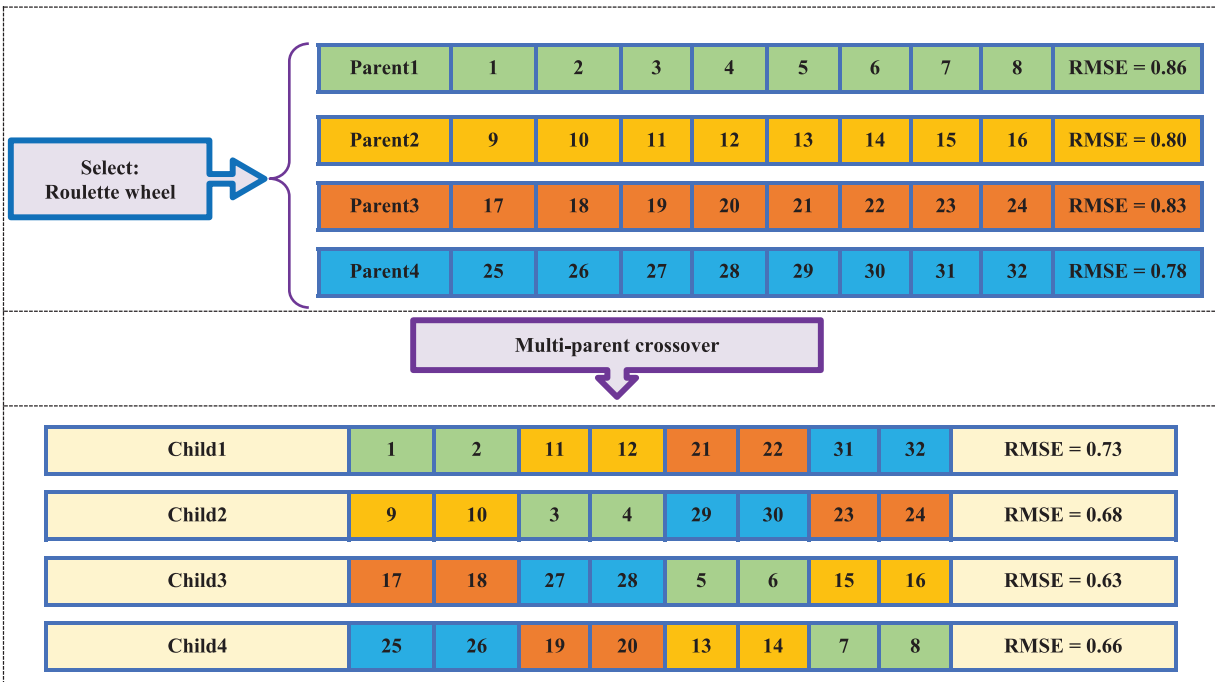 Parent1 1 2 3 4 5 6 7 8 RMSE = 0.86
Parent2 9 10 11 12 13 14 15 16 RMSE = 0.80
Select:
Roulette wheel
Parent3 17 18 19 20 21 22 23 24 RMSE = 0.83
Parent4 25 26 27 28 29 30 31 32 RMSE = 0.78
Multi-parent crossover
Child1 1 2 11 12 21 22 31 32 RMSE = 0.73
Child2 9 10 3 4 29 30 23 24 RMSE = 0.68
Child3 17 18 27 28 5 6 15 16 RMSE = 0.63
Child4 25 26 19 20 13 14 7 8 RMSE = 0.66